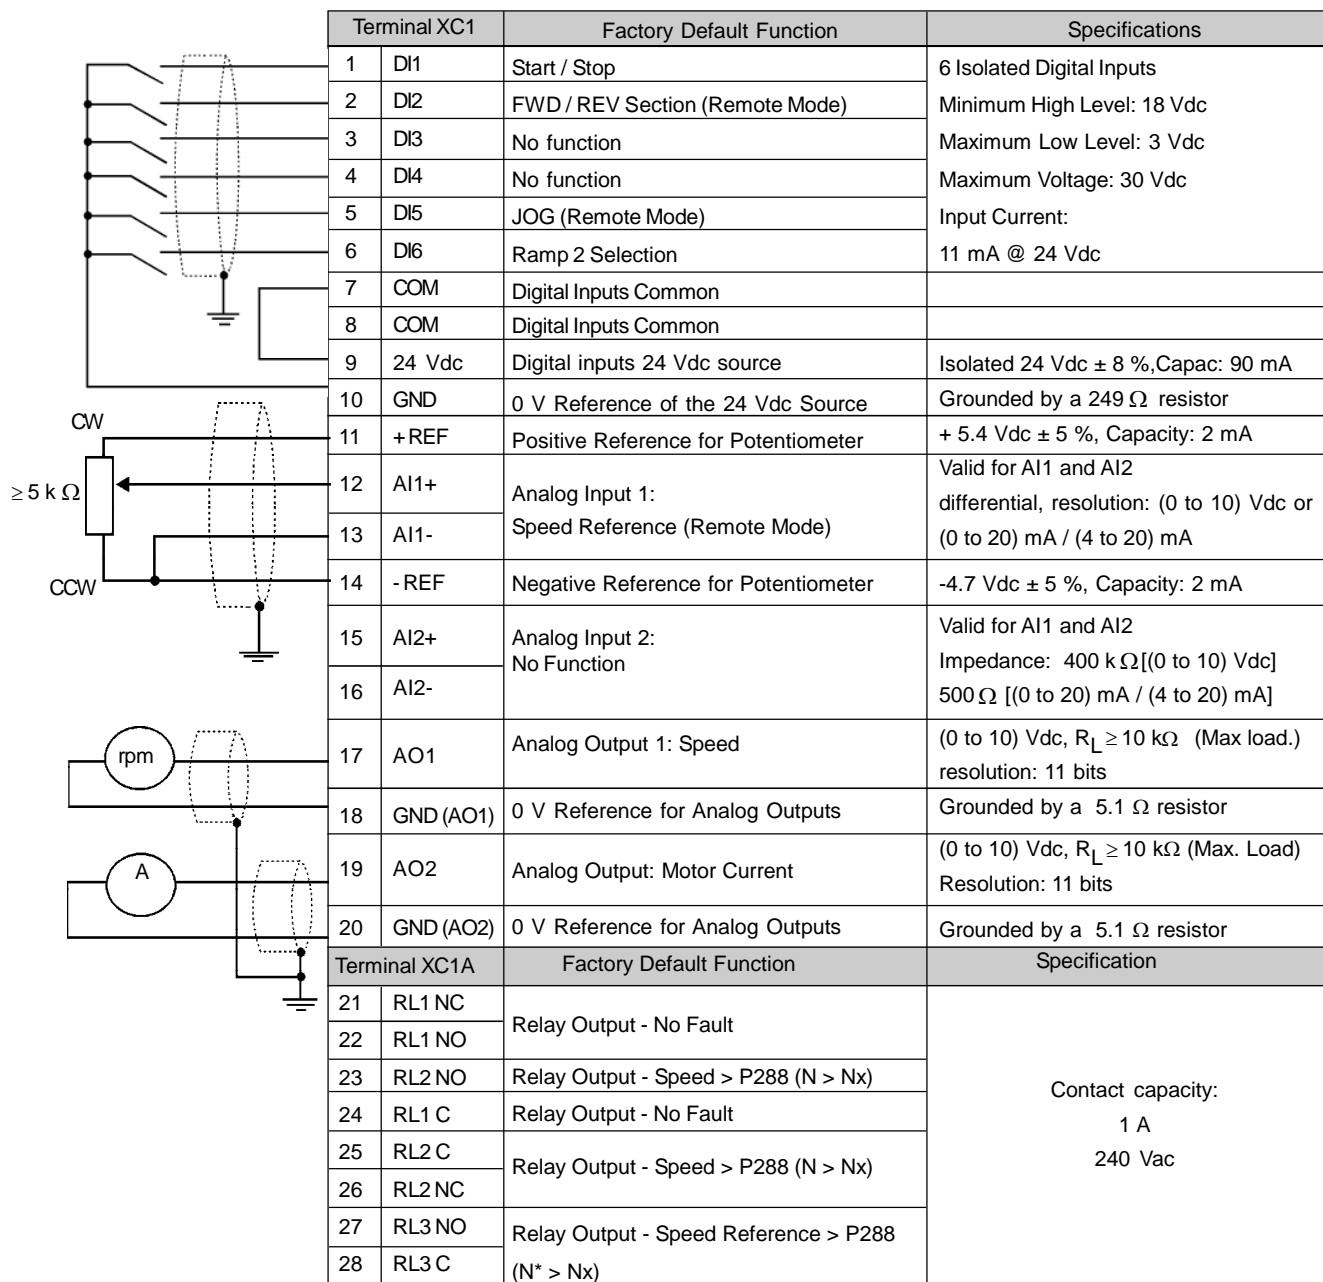 Terminal XC1 Factory Default Function Specifications
1 DI1 Start / Stop 6 Isolated Digital Inputs
2 DI2 FWD / REV Section (Remote Mode) Minimum High Level: 18 Vdc
3 DI3 No function Maximum Low Level: 3 Vdc
4 DI4 No function Maximum Voltage: 30 Vdc
5 DI5 JOG (Remote Mode) Input Current:
6 DI6 Ramp 2 Selection 11 mA @ 24 Vdc
7 COM Digital Inputs Common
8 COM Digital Inputs Common
9 24 Vdc Digital inputs 24 Vdc source Isolated 24 Vdc ± 8 %,Capac: 90 mA
10 GND 0 V Reference of the 24 Vdc Source Grounded by a 249 Ω resistor
CW
11 + REF Positive Reference for Potentiometer + 5.4 Vdc ± 5 %, Capacity: 2 mA
≥ 5 k Ω
12 AI1+ Analog Input 1: Valid for AI1 and AI2
differential, resolution: (0 to 10) Vdc or
13 AI1- Speed Reference (Remote Mode) (0 to 20) mA / (4 to 20) mA
CCW
14 - REF Negative Reference for Potentiometer -4.7 Vdc ± 5 %, Capacity: 2 mA
15 AI2+ Analog Input 2: Valid for AI1 and AI2
No Function Impedance: 400 k Ω [(0 to 10) Vdc]
16 AI2- 500 Ω [(0 to 20) mA / (4 to 20) mA]
rpm
17 AO1 Analog Output 1: Speed (0 to 10) Vdc, RL ≥ 10 kΩ (Max load.)
resolution: 11 bits
18 GND (AO1) 0 V Reference for Analog Outputs Grounded by a 5.1 Ω resistor
A
19 AO2 Analog Output: Motor Current (0 to 10) Vdc, RL ≥ 10 kΩ (Max. Load)
Resolution: 11 bits
20 GND (AO2) 0 V Reference for Analog Outputs Grounded by a 5.1 Ω resistor
Terminal XC1A Factory Default Function Specification
21 RL1 NC Relay Output - No Fault
22 RL1 NO
23 RL2 NO Relay Output - Speed > P288 (N > Nx)
24 RL1 C Relay Output - No Fault
25 RL2 C Relay Output - Speed > P288 (N > Nx)
26 RL2 NC
27 RL3 NO Relay Output - Speed Reference > P288
28 RL3 C (N* > Nx)
Contact capacity:
1 A
240 Vac